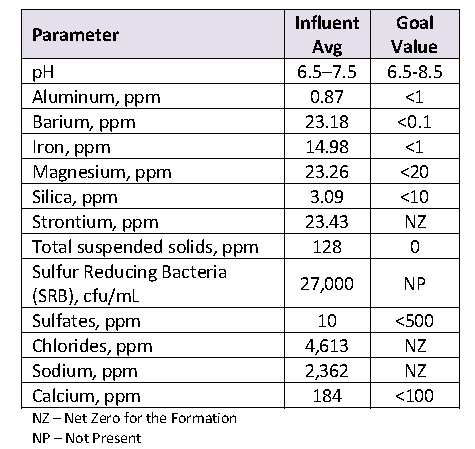 Parameter Influent Avg Goal Value
pH 6.5–7.5 6.5-8.5
Aluminum, ppm 0.87 <1
Barium, ppm 23.18 <0.1
Iron, ppm 14.98 <1
Magnesium, ppm 23.26 <20
Silica, ppm 3.09 <10
Strontium, ppm 23.43 NZ
Total suspended solids, ppm 128 0
Sulfur Reducing Bacteria
(SRB), cfu/mL 27,000 NP
Sulfates, ppm 10 <500
Chlorides, ppm 4,613 NZ
Sodium, ppm 2,362 NZ
Calcium, ppm 184 <100
NZ – Net Zero for the Formation
NP – Not Present